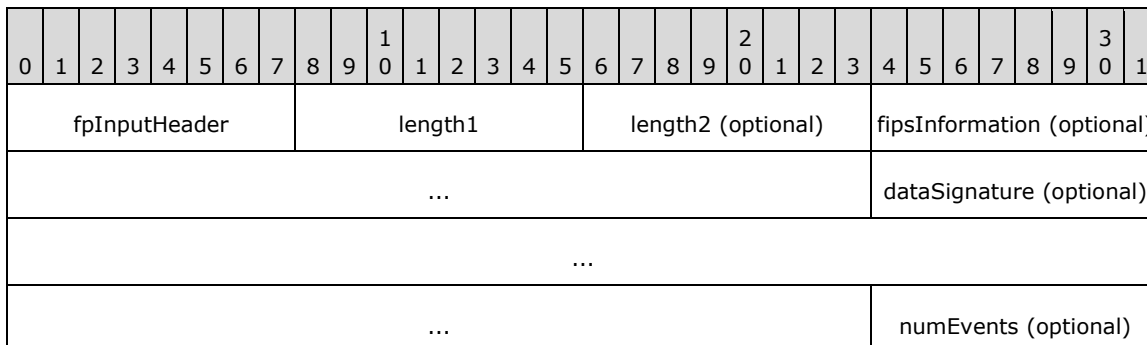 0 1 2 3 4 5 6 7 8 9 1 0 1 2 3 4 5 6 7 8 9 2 0 1 2 3 4 5 6 7 8 9 3 0 1
fpInputHeader length1 length2 (optional) fipsInformation (optional)
... dataSignature (optional)
...
... numEvents (optional)